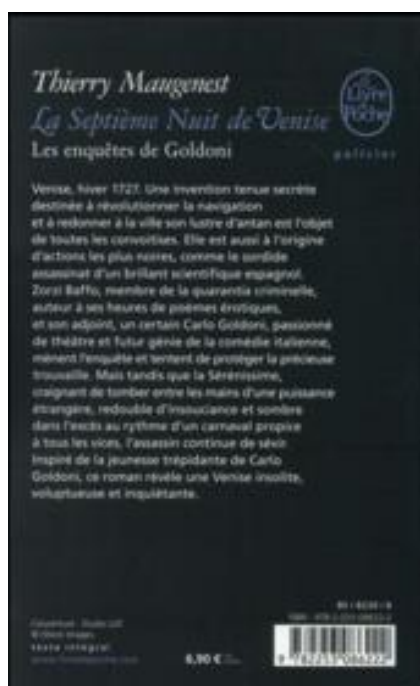 Thierry Maugenest
La Septième Nuit de Venise
Les enquêtes de Goldoni
Le Livre de Poche
policier
Venise, hiver 1727. Une invention tenue secrète
destinée à révolutionner la navigation
et à redonner à la ville son lustre d'antan est l'objet
de toutes les convoitises. Elle est aussi à l'origine
d'actions les plus noires, comme le sordide
assassinat d'un brillant scientifique espagnol.
Zorzi Baffo, membre de la quarantia criminelle,
auteur à ses heures de poèmes érotiques,
et son adjoint, un certain Carlo Goldoni, passionné
de théâtre et futur génie de la comédie italienne,
mènent l'enquête et tentent de protéger la précieuse
trouvaille. Mais tandis que la Sérénissime,
craignant de tomber entre les mains d'une puissance
étrangère, redouble d'insouciance et sombre
dans l'excès au rythme d'un carnaval propice
à tous les vices, l'assassin continue de sévir.
Inspiré de la jeunesse trépidante de Carlo
Goldoni, ce roman révèle une Venise insolite,
voluptueuse et inquiétante.
Couverture : Studio LGF
texte intégral
6,90 €